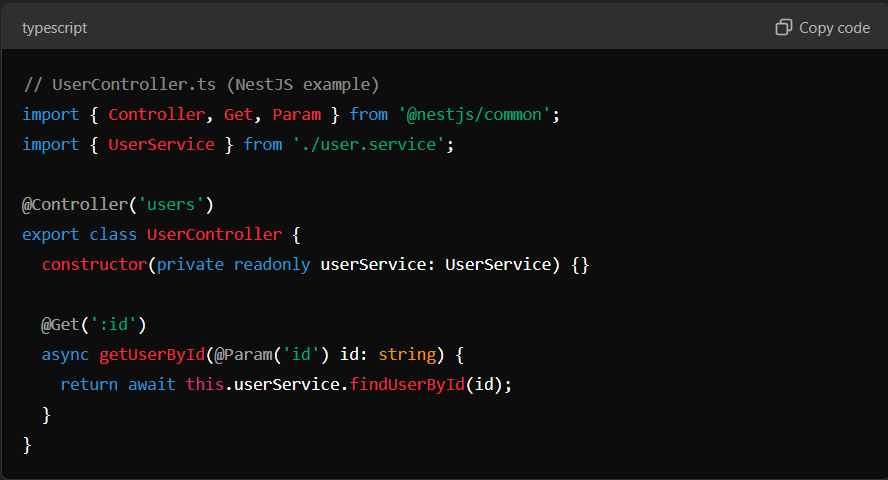 typescript
Copy code
// UserController.ts (NestJS example)
import { Controller, Get, Param } from '@nestjs/common';
import { UserService } from './user.service';
@Controller('users')
export class UserController {
  constructor(private readonly userService: UserService) {}
  @Get(':id')
  async getUserById(@Param('id') id: string) {
    return await this.userService.findUserById(id);
  }
}